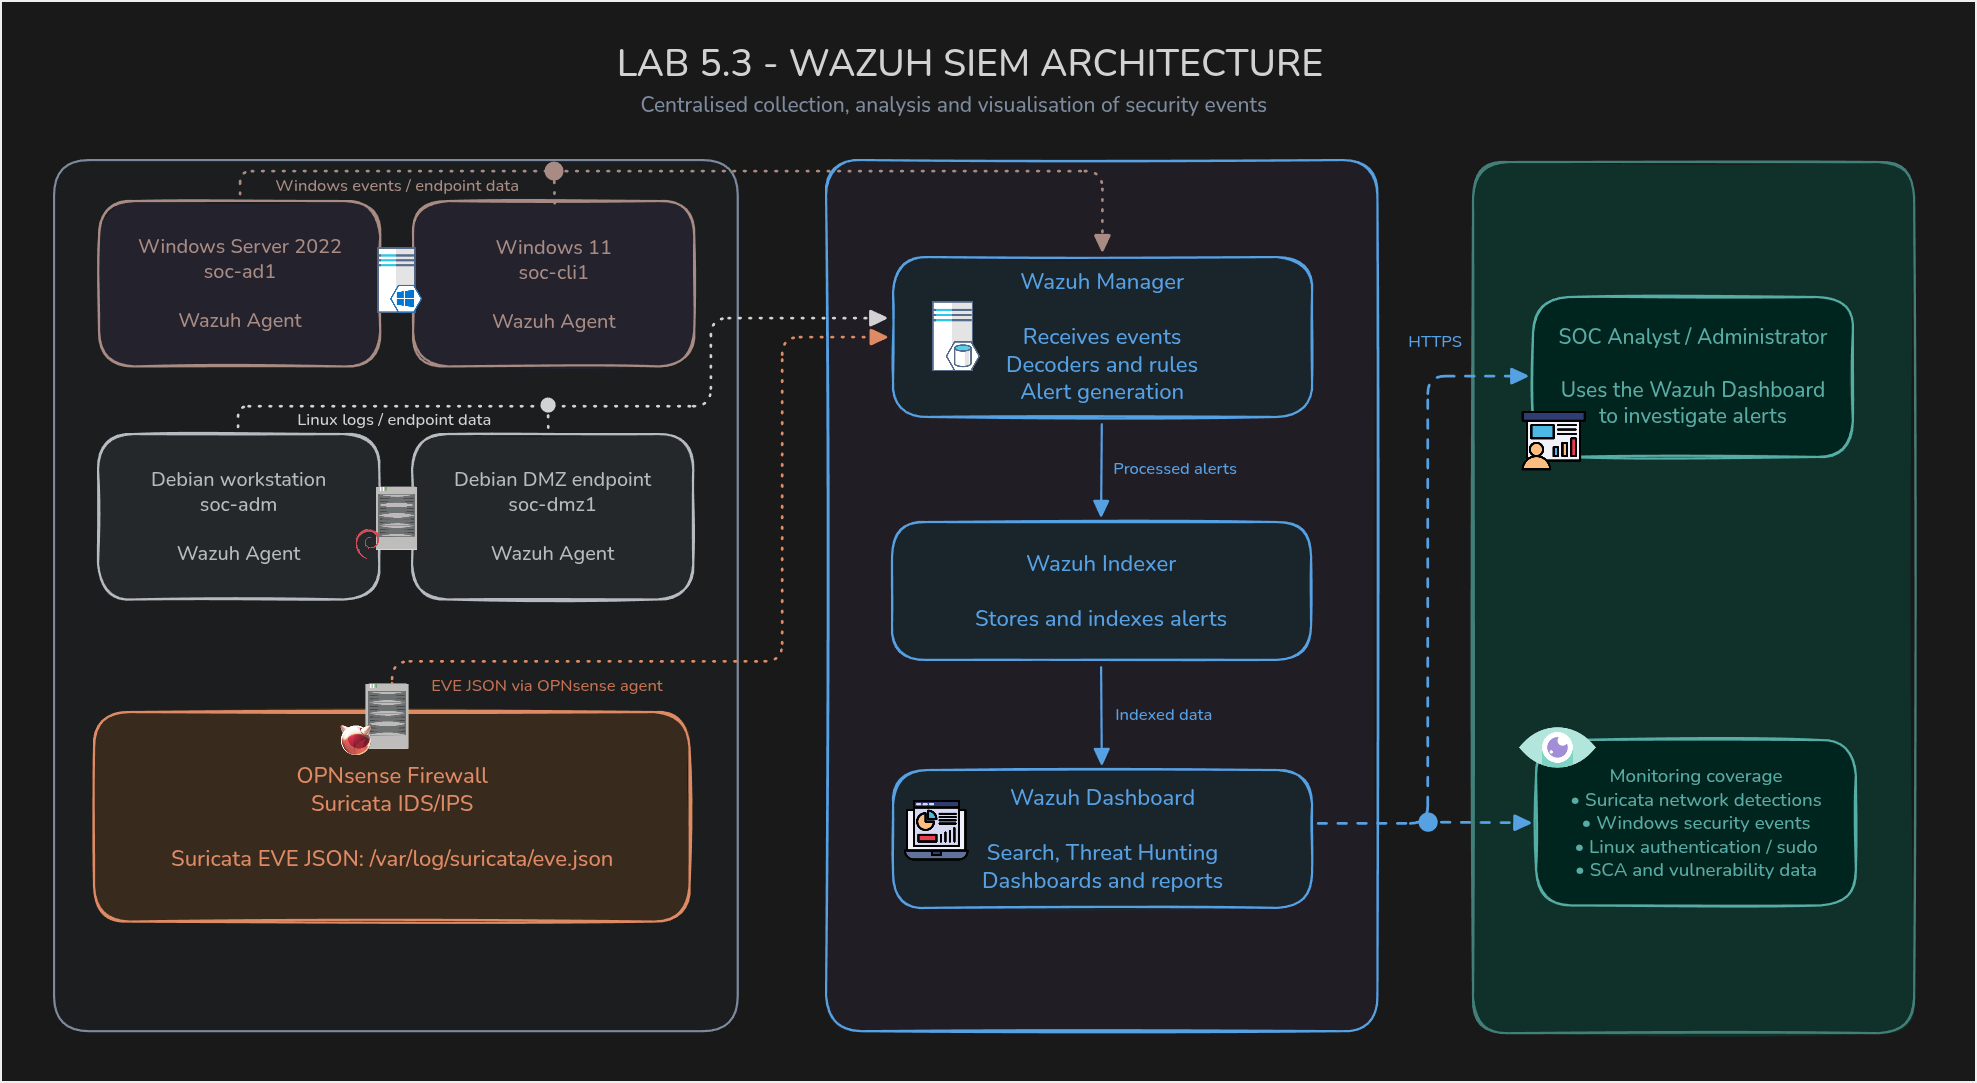 LAB 5.3 - WAZUH SIEM ARCHITECTURE
Centralised collection, analysis and visualisation of security events
Windows events / endpoint data
Windows Server 2022
soc-ad1
Wazuh Agent
Windows 11
soc-cli1
Wazuh Agent
Linux logs / endpoint data
Debian workstation
soc-adm
Wazuh Agent
Debian DMZ endpoint
soc-dmz1
Wazuh Agent
EVE JSON via OPNsense agent
OPNsense Firewall
Suricata IDS/IPS
Suricata EVE JSON: /var/log/suricata/eve.json
Wazuh Manager
Receives events
Decoders and rules
Alert generation
Processed alerts
Wazuh Indexer
Stores and indexes alerts
Indexed data
Wazuh Dashboard
Search, Threat Hunting
Dashboards and reports
HTTPS
SOC Analyst / Administrator
Uses the Wazuh Dashboard
to investigate alerts
Monitoring coverage
• Suricata network detections
• Windows security events
• Linux authentication / sudo
• SCA and vulnerability data